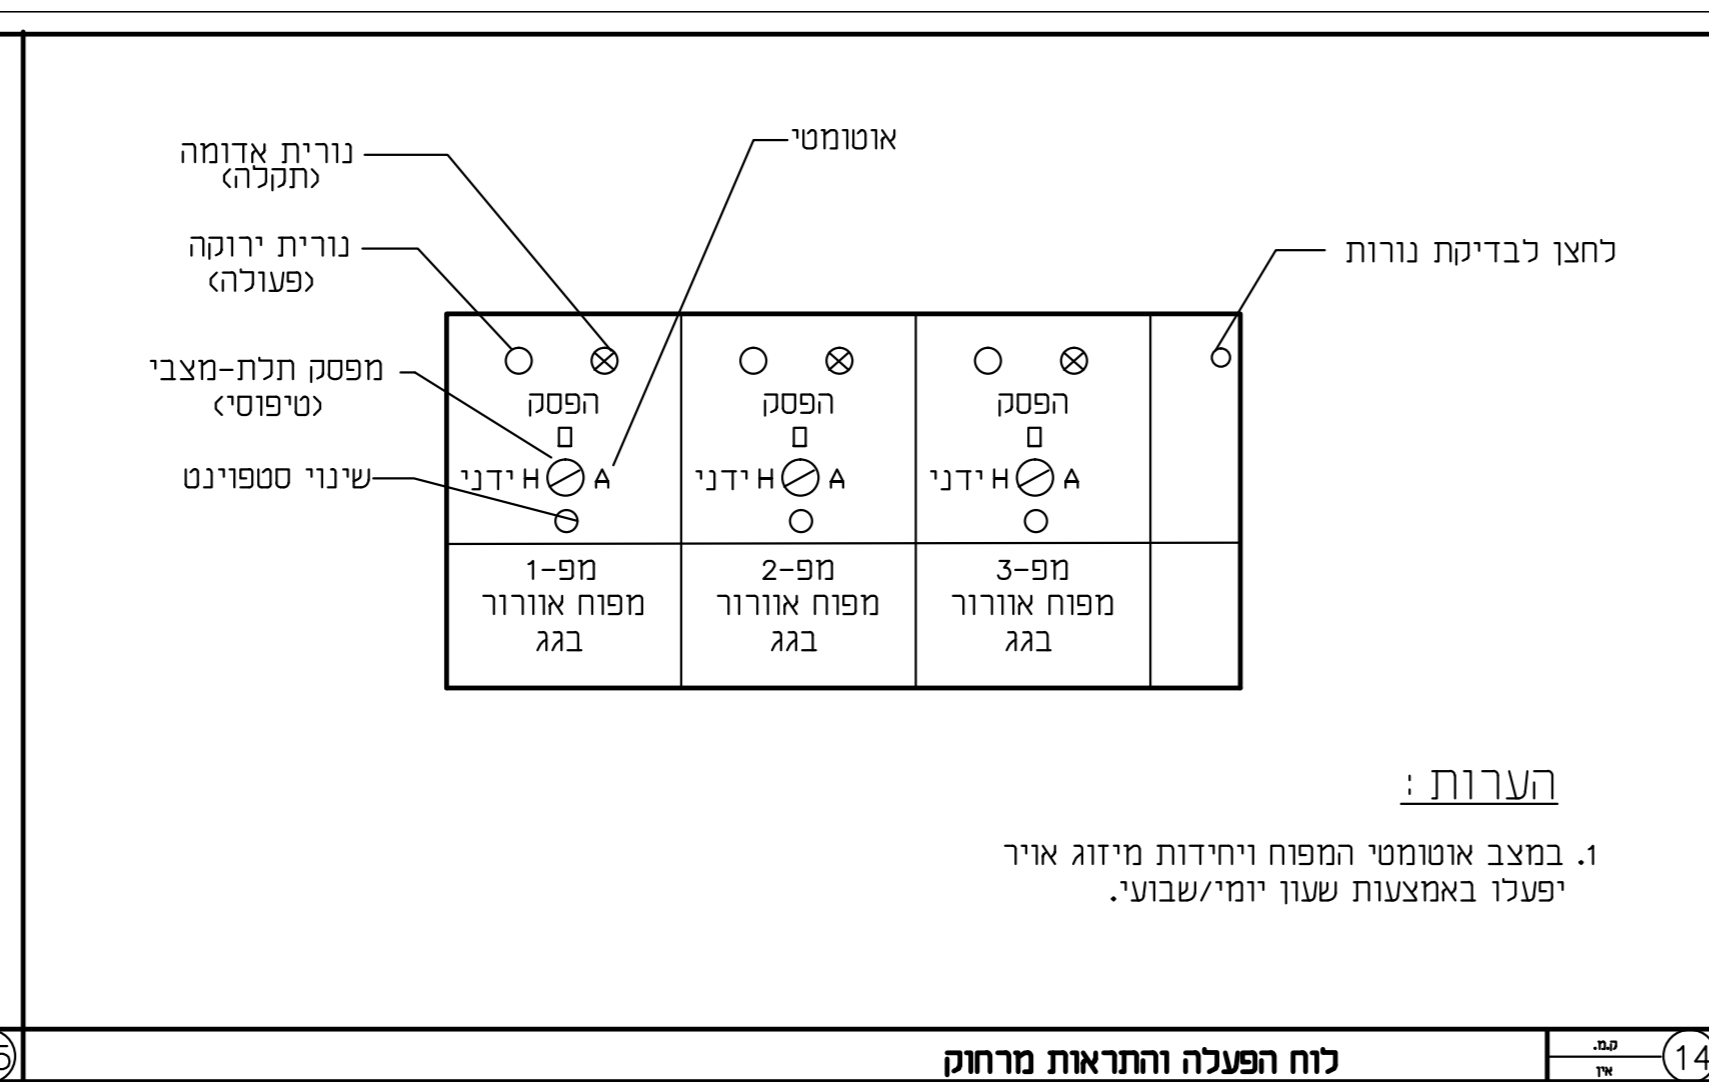 אוטומטי
נורית אדומה
(תקלה)
נורית ירוקה
(פעולה)
לחצן לבדיקת נורות
מפסק תלת-מצבי
(טיפוסי)
שינוי סטפוינט
הפסק
הפסק
הפסק
ידני H A
ידני H A
ידני H A
מפ-1
מפוח אוורור
בגג
מפ-2
מפוח אוורור
בגג
מפ-3
מפוח אוורור
בגג
הערות :
1. במצב אוטומטי המפוח ויחידות מיזוג אויר
יפעלו באמצעות שעון יומי/שבועי.
14
ק.מ.
אין
לוח הפעלה והתראות מרחוק